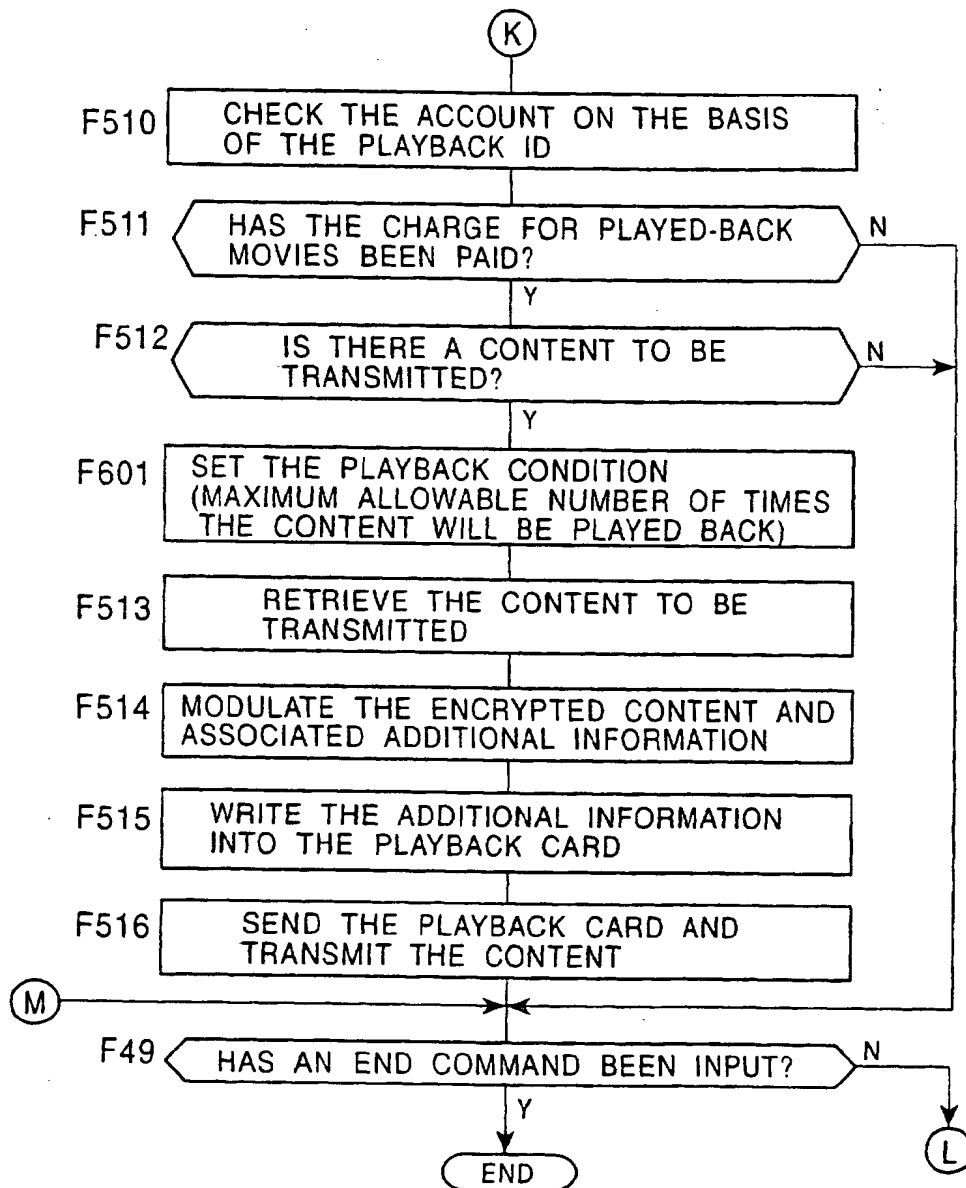 K
F510
CHECK THE ACCOUNT ON THE BASIS
OF THE PLAYBACK ID
F511
HAS THE CHARGE FOR PLAYED-BACK
MOVIES BEEN PAID?
N
Y
F512
IS THERE A CONTENT TO BE
TRANSMITTED?
N
Y
F601
SET THE PLAYBACK CONDITION
(MAXIMUM ALLOWABLE NUMBER OF TIMES
THE CONTENT WILL BE PLAYED BACK)
F513
RETRIEVE THE CONTENT TO BE
TRANSMITTED
F514
MODULATE THE ENCRYPTED CONTENT AND
ASSOCIATED ADDITIONAL INFORMATION
F515
WRITE THE ADDITIONAL INFORMATION
INTO THE PLAYBACK CARD
F516
SEND THE PLAYBACK CARD AND
TRANSMIT THE CONTENT
M
F49
HAS AN END COMMAND BEEN INPUT?
N
Y
L
END